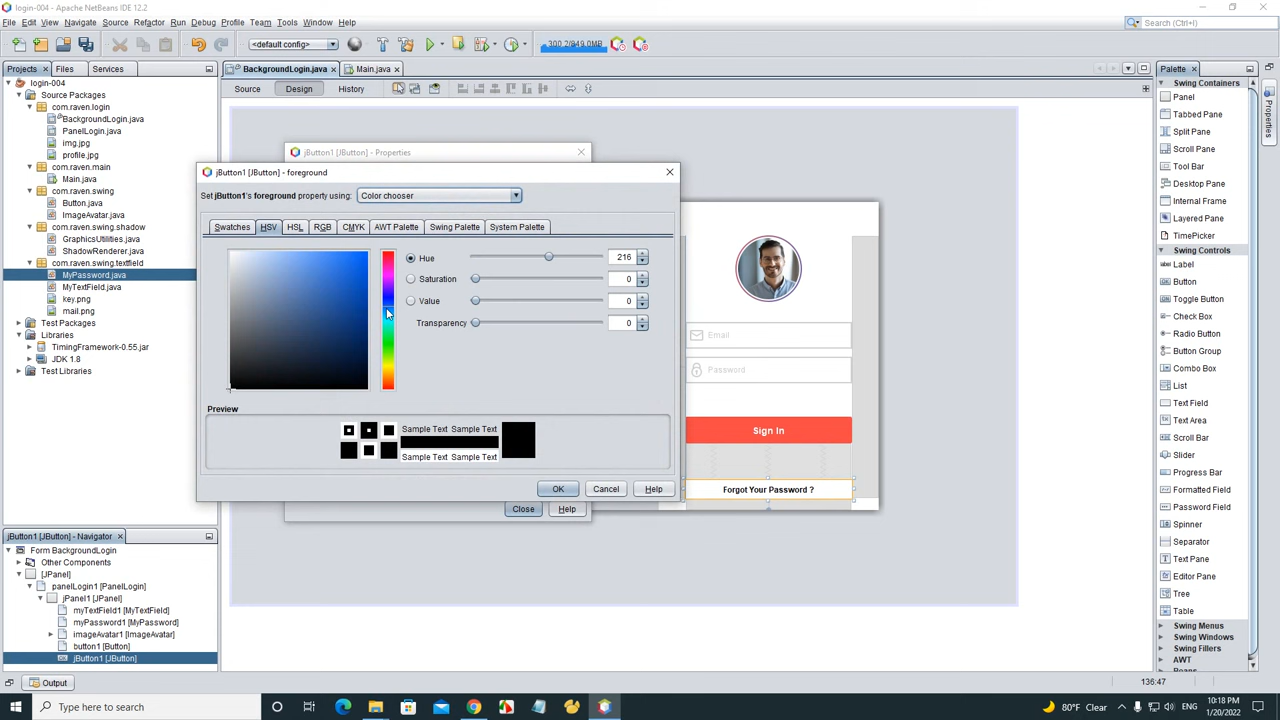 login-004 - Apache NetBeans IDE 12.2
File Edit View Navigate Source Refactor Run Debug Profile Team Tools Window Help
Search (Ctrl+I)
<default config>
300.2/849.0MB
Projects Files Services
BackgroundLogin.java Main.java
Palette
Source Design History
Properties
login-004
Source Packages
com.raven.login
BackgroundLogin.java
PanelLogin.java
img.jpg
profile.jpg
com.raven.main
Main.java
com.raven.swing
Button.java
ImageAvatar.java
com.raven.swing.shadow
GraphicsUtilities.java
ShadowRenderer.java
com.raven.swing.textfield
MyPassword.java
MyTextField.java
key.png
mail.png
Test Packages
Libraries
TimingFramework-0.55.jar
JDK 1.8
Test Libraries
jButton1 [JButton] - Properties
jButton1 [JButton] - foreground
Set jButton1's foreground property using: Color chooser
Swatches HSV HSL RGB CMYK AWT Palette Swing Palette System Palette
Hue 216
Saturation 0
Value 0
Transparency 0
Preview
Sample Text Sample Text
Sample Text Sample Text
OK Cancel Help
Close Help
Email
Password
Sign In
Forgot Your Password ?
Swing Containers
Panel
Tabbed Pane
Split Pane
Scroll Pane
Tool Bar
Desktop Pane
Internal Frame
Layered Pane
TimePicker
Swing Controls
Label
Button
Toggle Button
Check Box
Radio Button
Button Group
Combo Box
List
Text Field
Text Area
Scroll Bar
Slider
Progress Bar
Formatted Field
Password Field
Spinner
Separator
Text Pane
Editor Pane
Tree
Table
Swing Menus
Swing Windows
Swing Fillers
AWT
jButton1 [JButton] - Navigator
Form BackgroundLogin
Other Components
[JPanel]
panelLogin1 [PanelLogin]
jPanel1 [JPanel]
myTextField1 [MyTextField]
myPassword1 [MyPassword]
imageAvatar1 [ImageAvatar]
button1 [Button]
jButton1 [JButton]
Output
136:47
Type here to search
80°F Clear
ENG
10:18 PM
1/20/2022